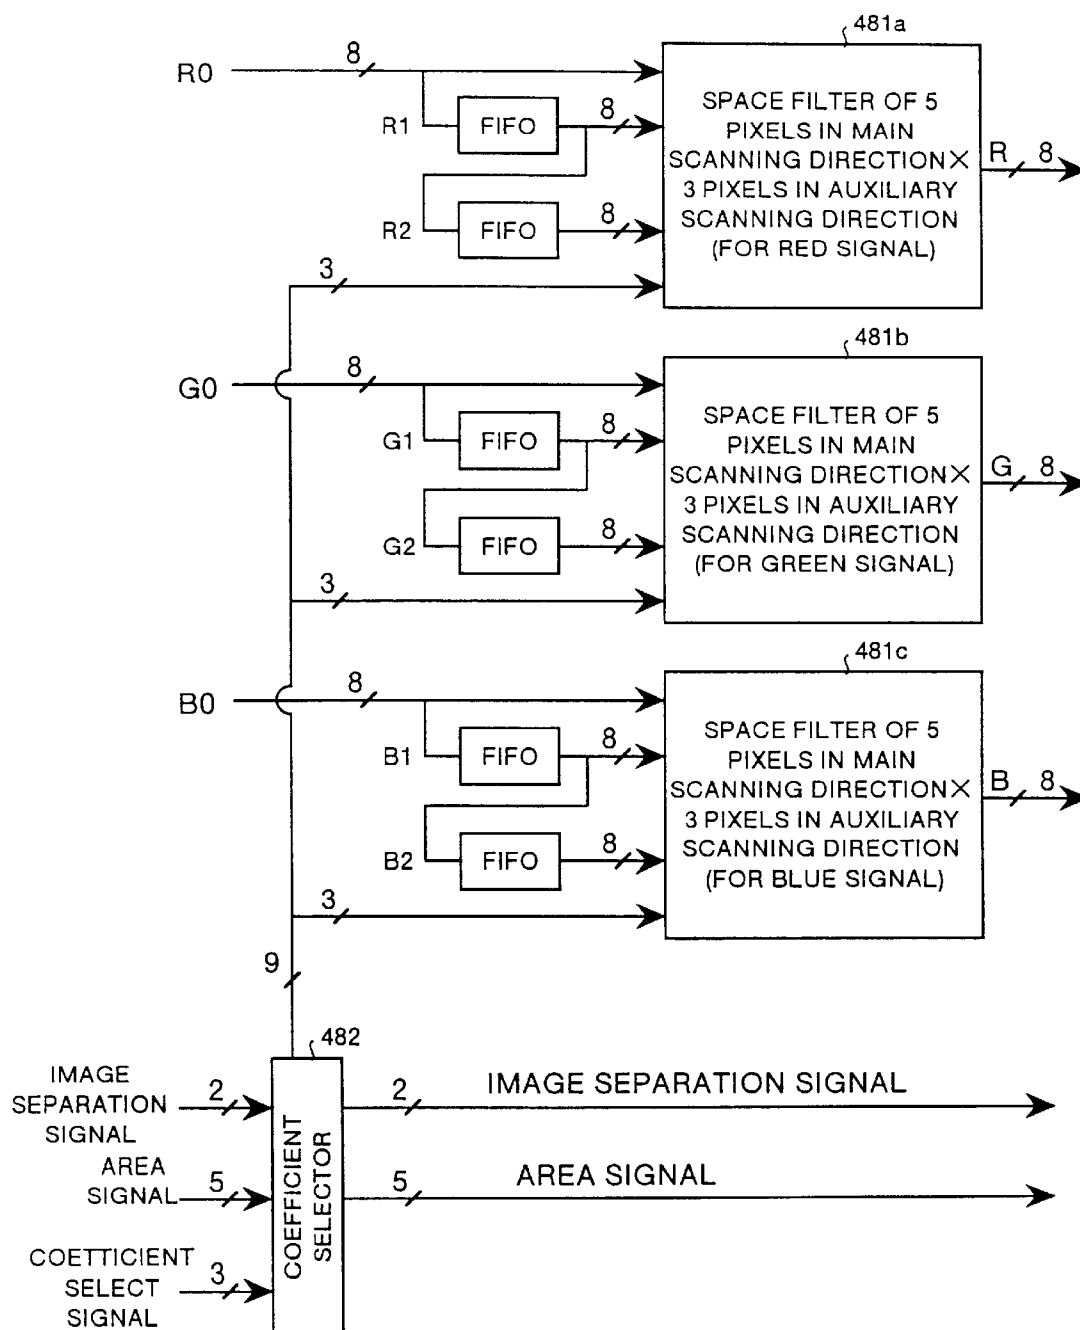 481a
R0
8
SPACE FILTER OF 5
PIXELS IN MAIN
SCANNING DIRECTION×
3 PIXELS IN AUXILIARY
SCANNING DIRECTION
(FOR RED SIGNAL)
R1
FIFO
8
R 8
R2
FIFO
8
3
481b
G0
8
SPACE FILTER OF 5
PIXELS IN MAIN
SCANNING DIRECTION×
3 PIXELS IN AUXILIARY
SCANNING DIRECTION
(FOR GREEN SIGNAL)
G1
FIFO
8
G 8
G2
FIFO
8
3
481c
B0
8
SPACE FILTER OF 5
PIXELS IN MAIN
SCANNING DIRECTION×
3 PIXELS IN AUXILIARY
SCANNING DIRECTION
(FOR BLUE SIGNAL)
B1
FIFO
8
B 8
B2
FIFO
8
3
9
482
IMAGE
SEPARATION
SIGNAL
2
COEFFICIENT
SELECTOR
2
IMAGE SEPARATION SIGNAL
AREA
SIGNAL
5
5
AREA SIGNAL
COETTICIENT
SELECT
SIGNAL
3